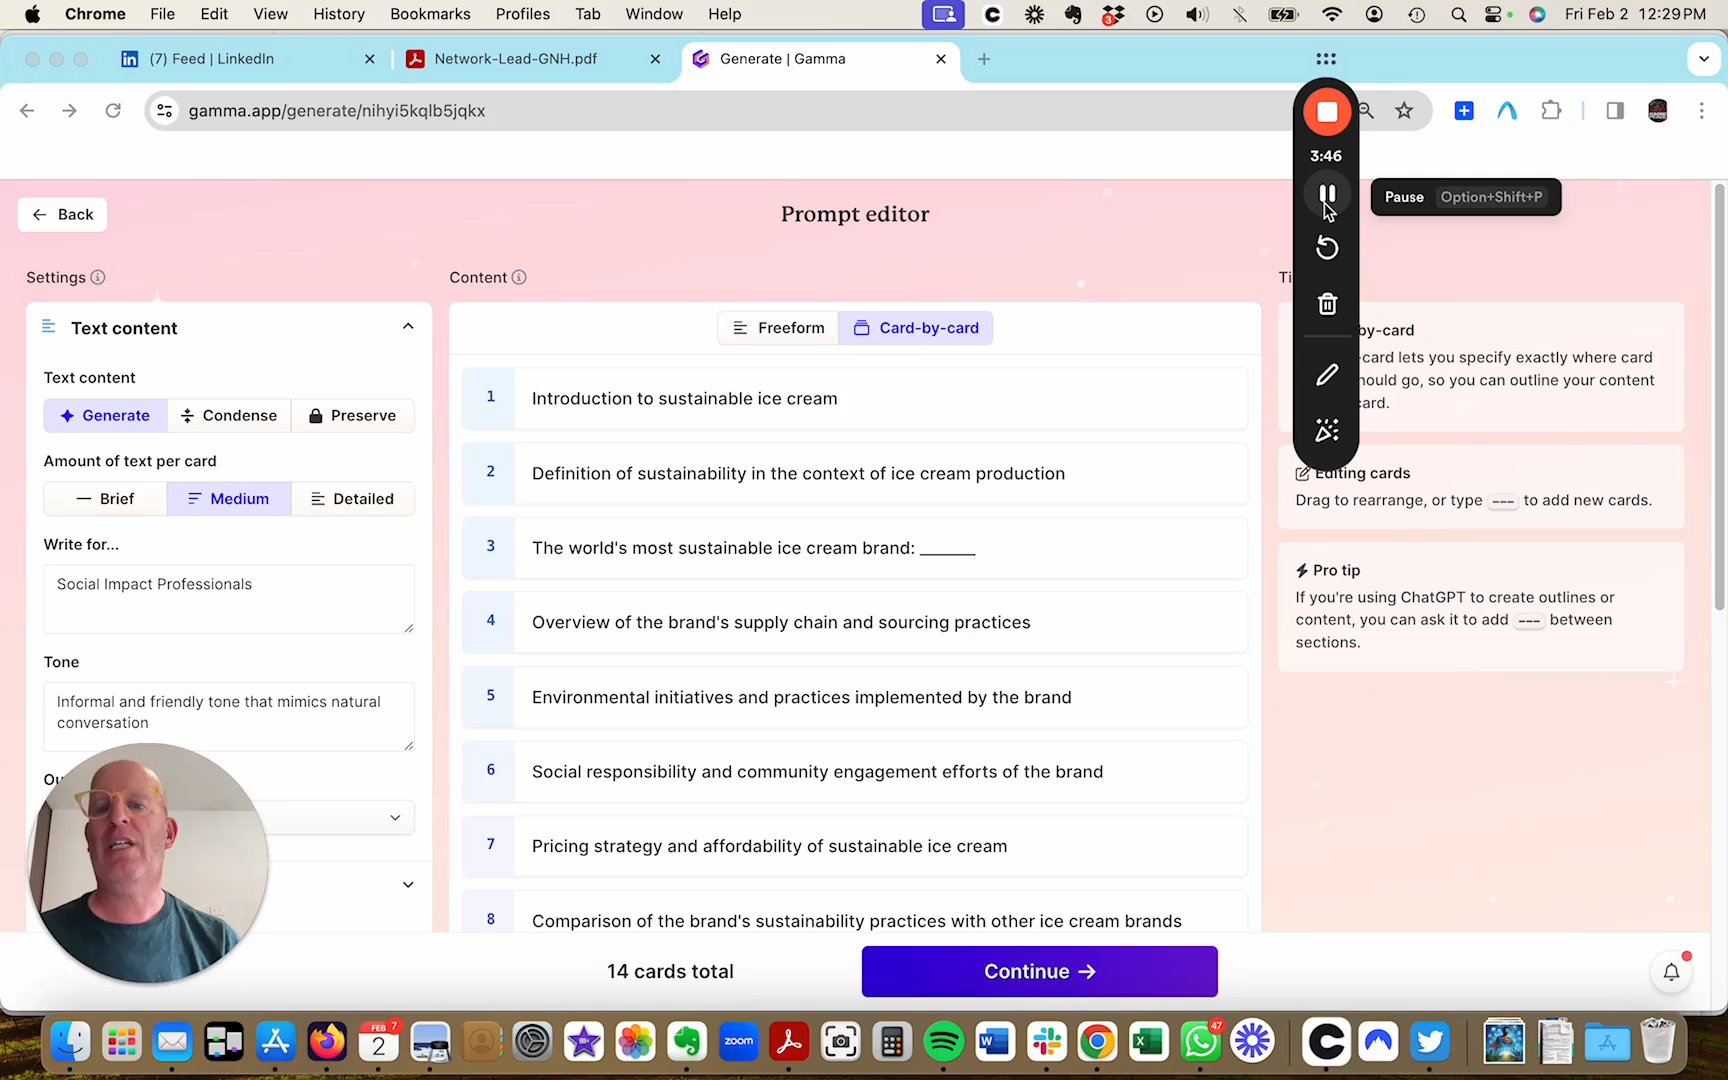 Chrome File Edit View History Bookmarks Profiles Tab Window Help
3
Fri Feb 2 12:29 PM
(7) Feed | LinkedIn
Network-Lead-GNH.pdf
Generate | Gamma
gamma.app/generate/nihyi5kqlb5jqkx
3:46
Pause Option+Shift+P
Back
Prompt editor
Settings
Content
Ti
Text content
Text content
Generate
Condense
Preserve
Amount of text per card
Brief
Medium
Detailed
Write for...
Social Impact Professionals
Tone
Informal and friendly tone that mimics natural
conversation
Ou
Freeform
Card-by-card
1 Introduction to sustainable ice cream
2 Definition of sustainability in the context of ice cream production
3 The world's most sustainable ice cream brand: ______
4 Overview of the brand's supply chain and sourcing practices
5 Environmental initiatives and practices implemented by the brand
6 Social responsibility and community engagement efforts of the brand
7 Pricing strategy and affordability of sustainable ice cream
8 Comparison of the brand's sustainability practices with other ice cream brands
by-card
card lets you specify exactly where card
hould go, so you can outline your content
card.
Editing cards
Drag to rearrange, or type --- to add new cards.
Pro tip
If you're using ChatGPT to create outlines or
content, you can ask it to add --- between
sections.
14 cards total
Continue
FEB 7
2
zoom
W
X
47